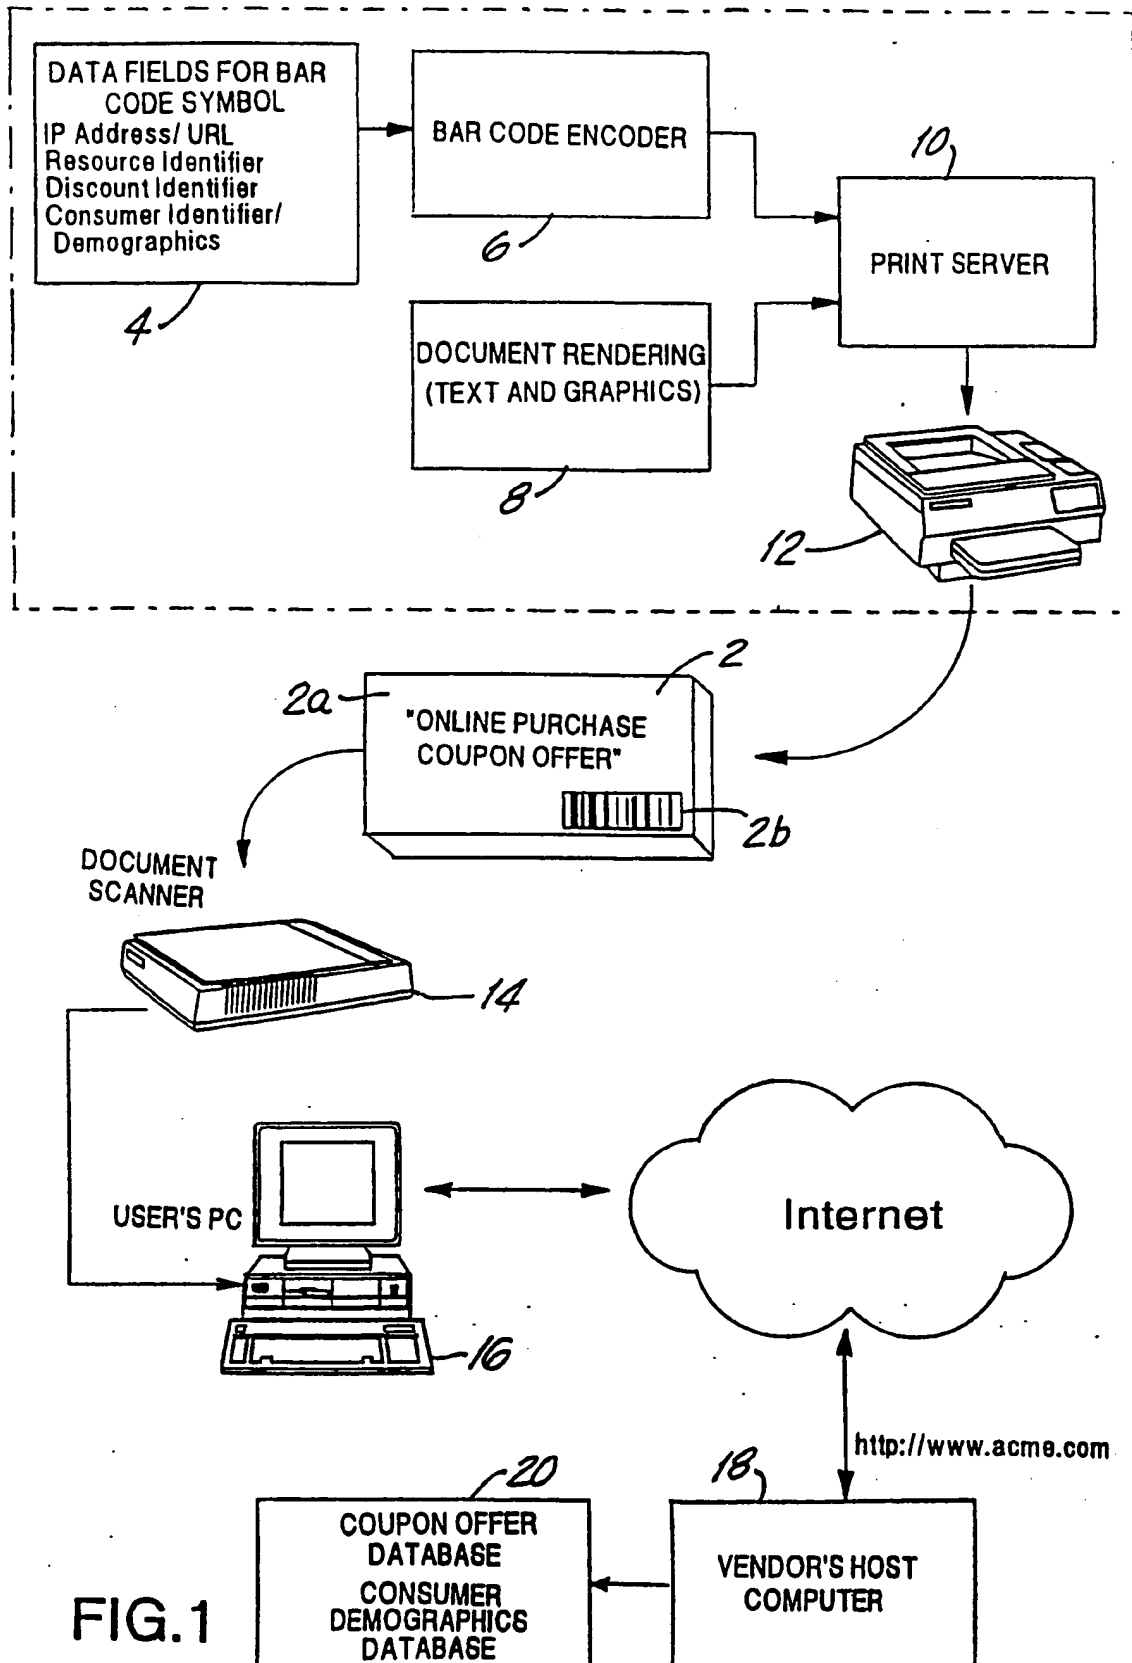 DATA FIELDS FOR BAR
CODE SYMBOL
IP Address/ URL
Resource Identifier
Discount Identifier
Consumer Identifier/
Demographics
4
BAR CODE ENCODER
6
DOCUMENT RENDERING
(TEXT AND GRAPHICS)
8
10
PRINT SERVER
12
2
2a
"ONLINE PURCHASE
COUPON OFFER"
2b
DOCUMENT
SCANNER
14
USER'S PC
16
Internet
http://www.acme.com
18
VENDOR'S HOST
COMPUTER
20
COUPON OFFER
DATABASE
CONSUMER
DEMOGRAPHICS
DATABASE
FIG.1